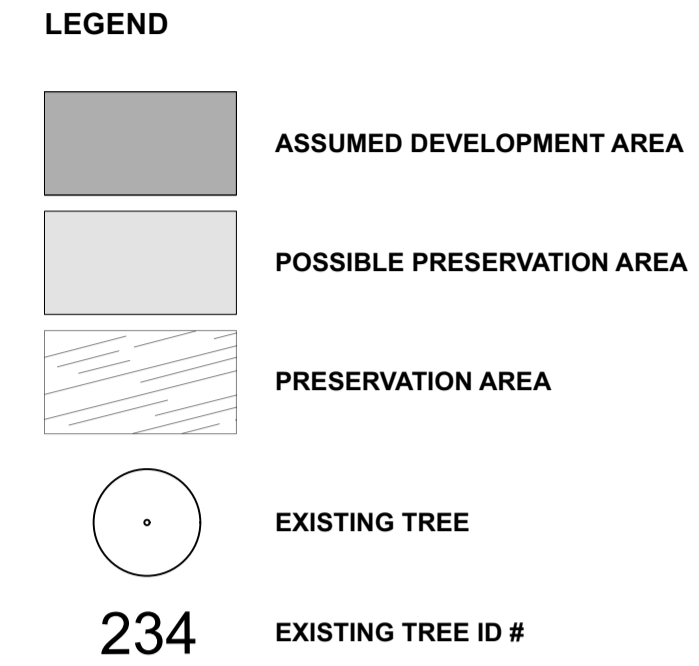 LEGEND
ASSUMED DEVELOPMENT AREA
POSSIBLE PRESERVATION AREA
PRESERVATION AREA
EXISTING TREE
234 EXISTING TREE ID #